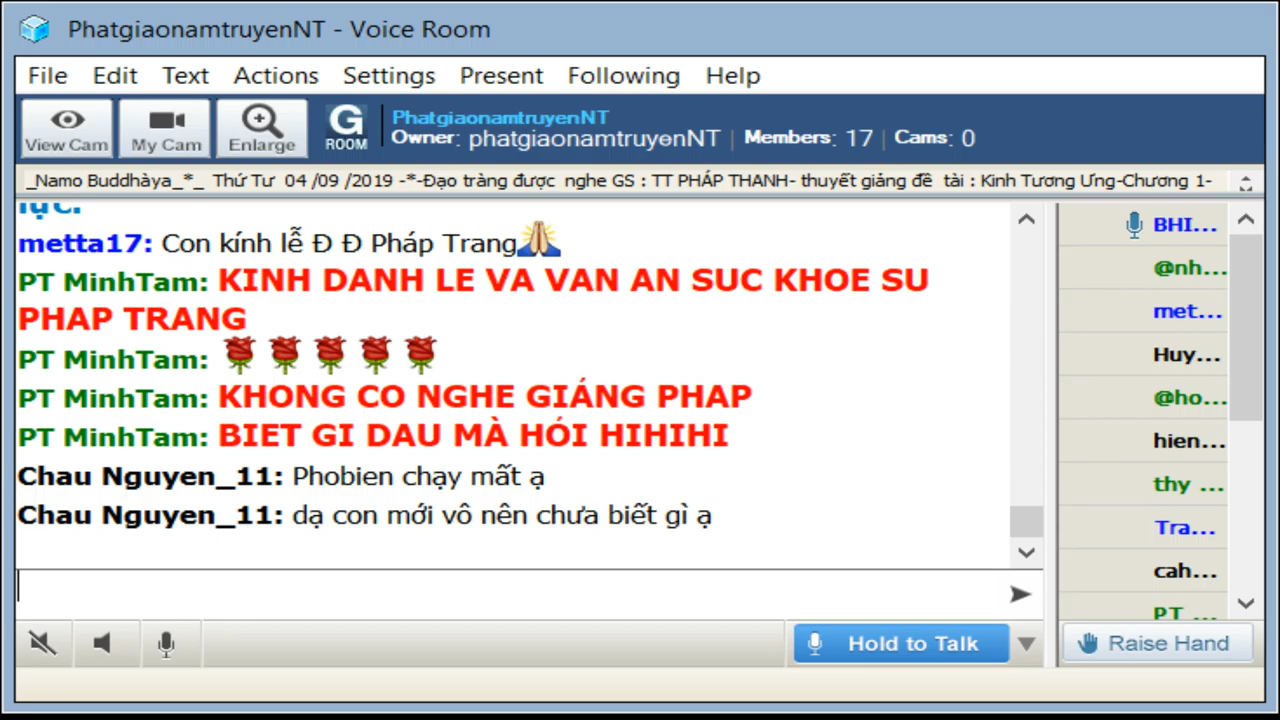 PhatgiaonamtruyenNT - Voice Room
File Edit Text Actions Settings Present Following Help
View Cam My Cam Enlarge G ROOM
PhatgiaonamtruyenNT
Owner: phatgiaonamtruyenNT | Members: 17 | Cams: 0
_Namo Buddhàya_*_ Thứ Tư 04 /09 /2019 -*-Đạo tràng được nghe GS : TT PHÁP THANH- thuyết giảng đề tài : Kinh Tương Ưng-Chương 1-
lực.
metta17: Con kính lễ Đ Đ Pháp Trang🙏
PT MinhTam: KINH DANH LE VA VAN AN SUC KHOE SU
PHAP TRANG
PT MinhTam: 🌹🌹🌹🌹🌹
PT MinhTam: KHONG CO NGHE GIÁNG PHAP
PT MinhTam: BIET GI DAU MÀ HÓI HIHIHI
Chau Nguyen_11: Phobien chạy mất ạ
Chau Nguyen_11: dạ con mới vô nên chưa biết gì ạ
BHI...
@nh...
met...
Huy...
@ho...
hien...
thy ...
Tra...
cah...
PT ...
Hold to Talk
Raise Hand